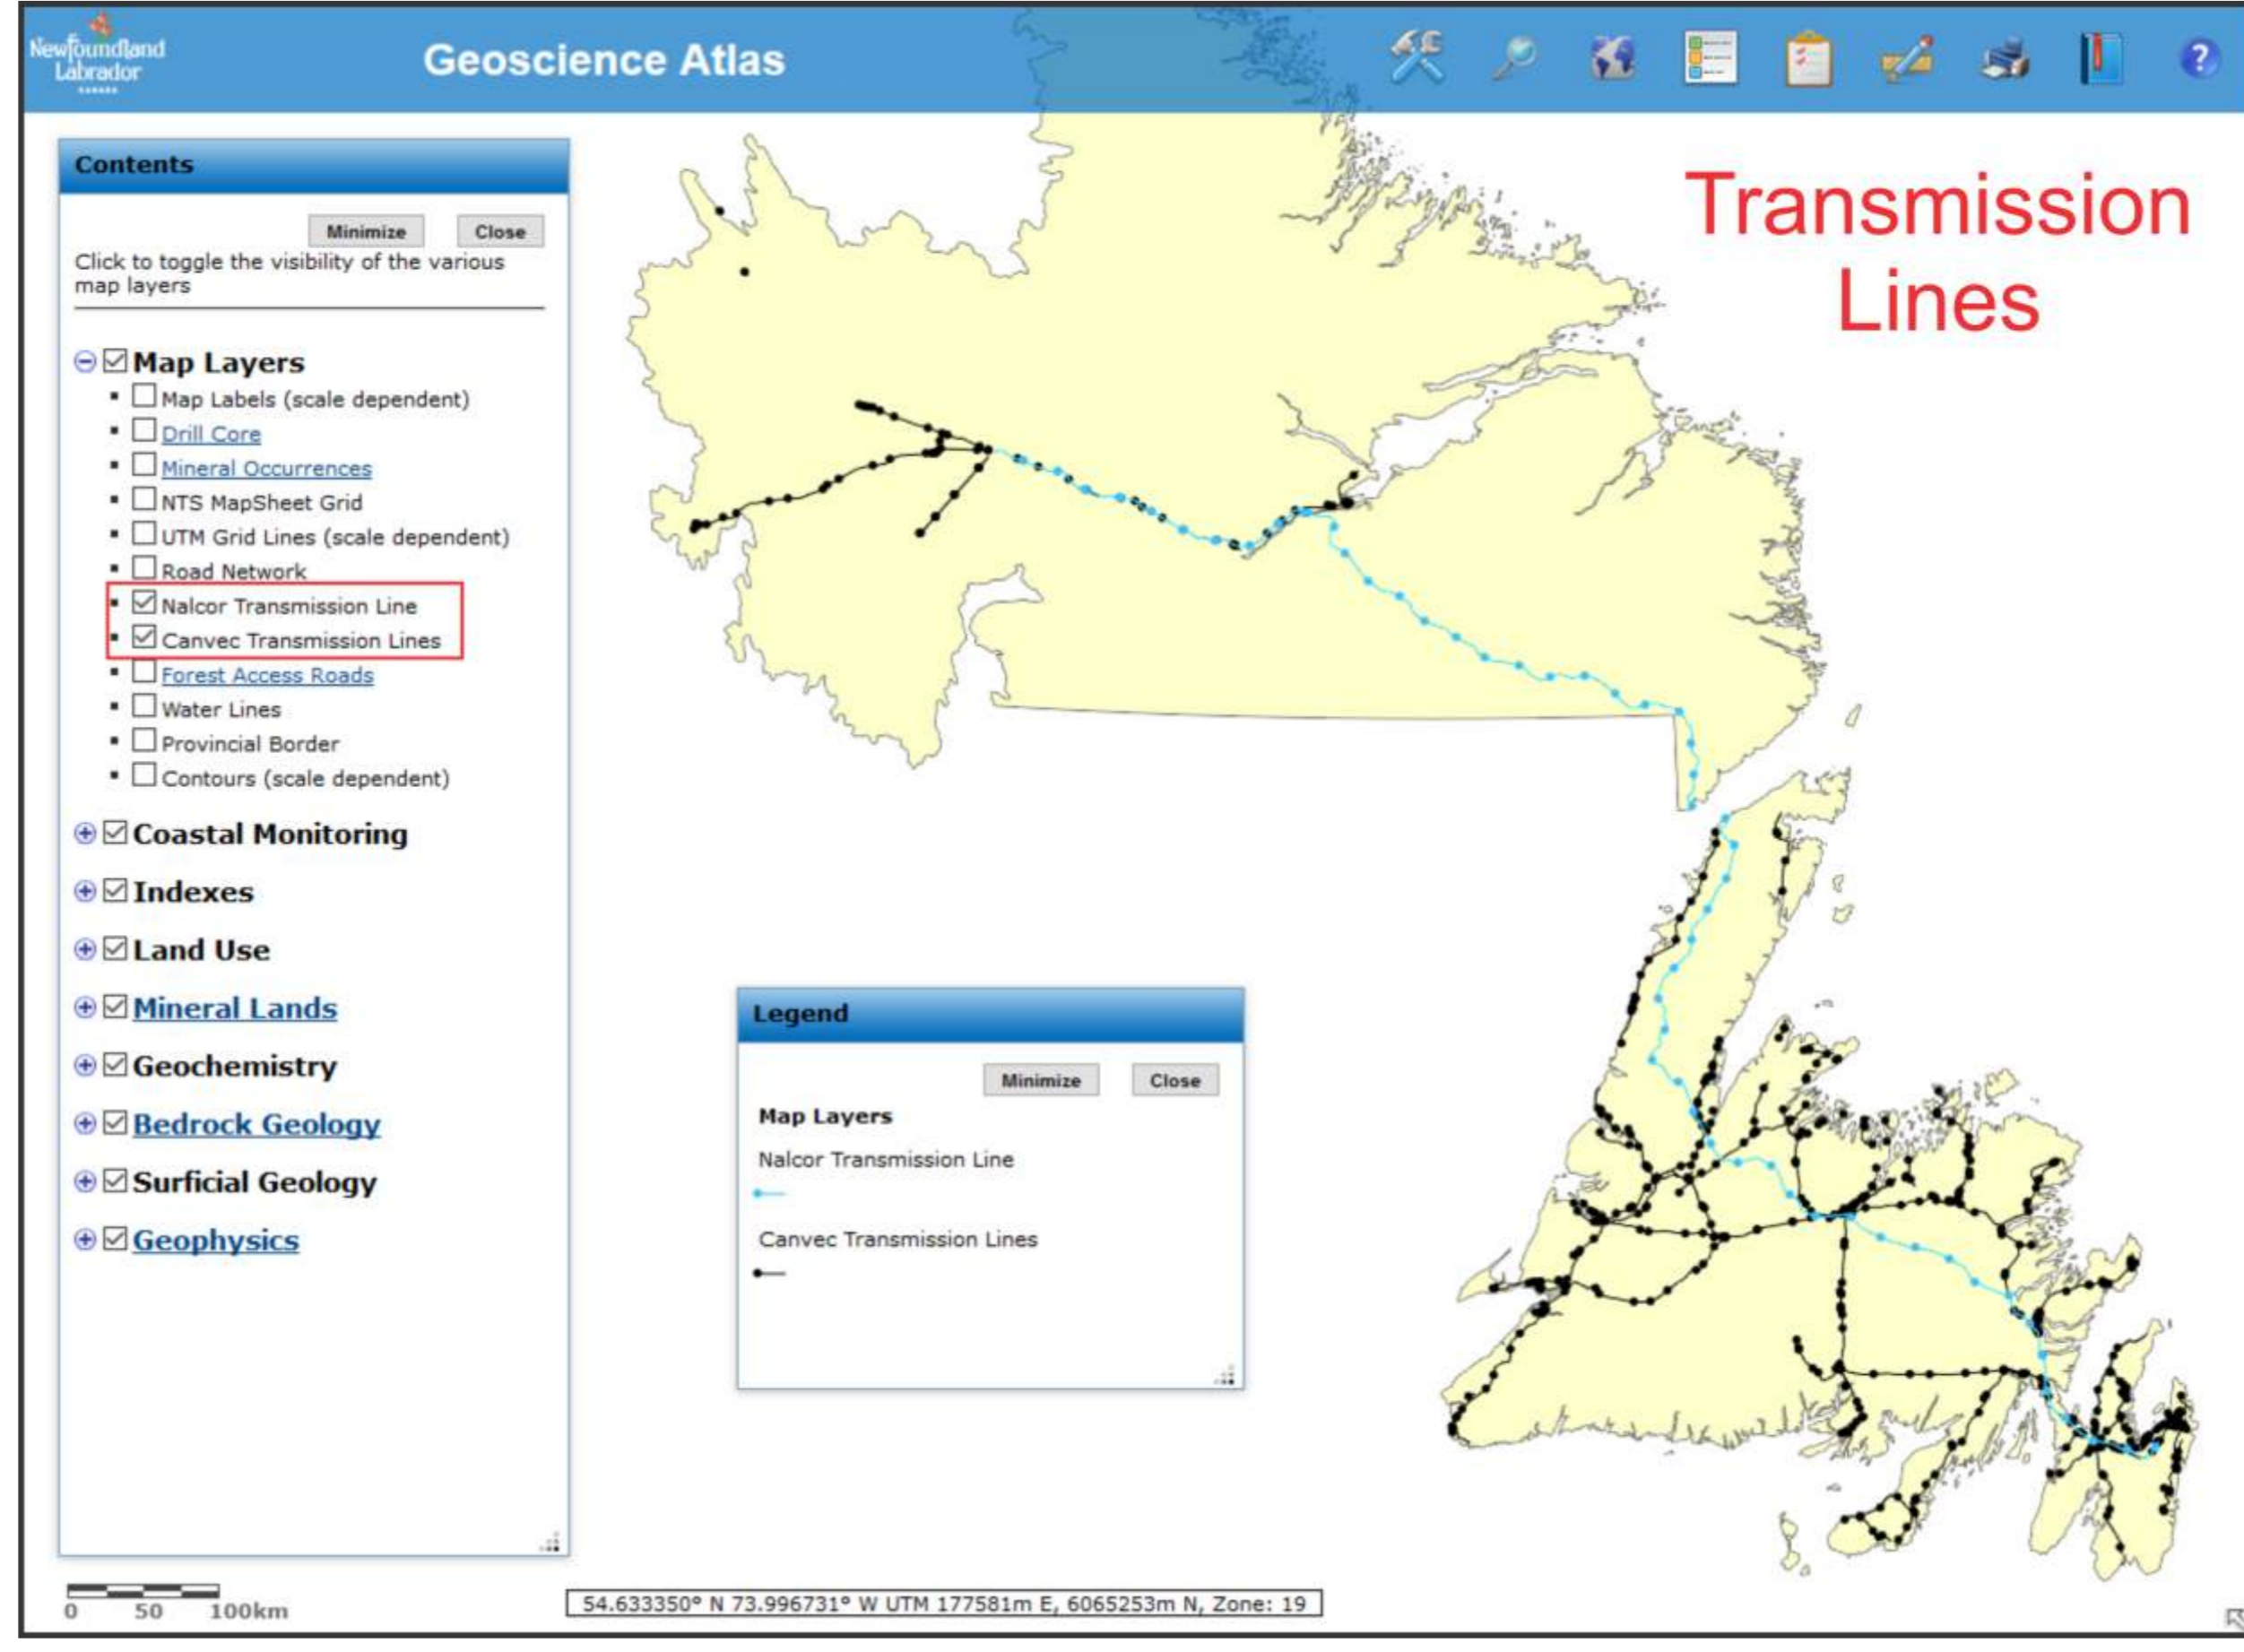 Newfoundland
Labrador
CANADA
Geoscience Atlas
?
Transmission
Lines
Contents
Minimize Close
Click to toggle the visibility of the various
map layers
Map Layers
Map Labels (scale dependent)
Drill Core
Mineral Occurrences
NTS MapSheet Grid
UTM Grid Lines (scale dependent)
Road Network
Nalcor Transmission Line
Canvec Transmission Lines
Forest Access Roads
Water Lines
Provincial Border
Contours (scale dependent)
Coastal Monitoring
Indexes
Land Use
Mineral Lands
Geochemistry
Bedrock Geology
Surficial Geology
Geophysics
Legend
Minimize Close
Map Layers
Nalcor Transmission Line
Canvec Transmission Lines
0 50 100km
54.633350° N 73.996731° W UTM 177581m E, 6065253m N, Zone: 19